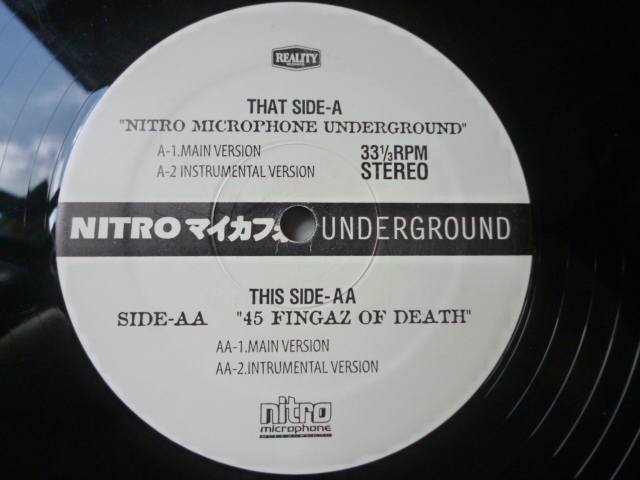 REALITY
THAT SIDE-A
"NITRO MICROPHONE UNDERGROUND"
A-1.MAIN VERSION
A-2 INSTRUMENTAL VERSION
33⅓RPM
STEREO
NITRO マイカフォ UNDERGROUND
THIS SIDE-AA
SIDE-AA "45 FINGAZ OF DEATH"
AA-1.MAIN VERSION
AA-2.INTRUMENTAL VERSION
nitro
microphone